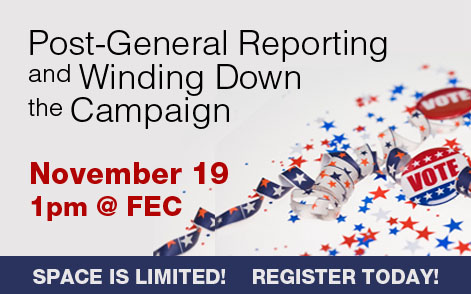 Post-General Reporting
and Winding Down
the Campaign
November 19
1pm @ FEC
VOTE
VOTE
SPACE IS LIMITED! REGISTER TODAY!